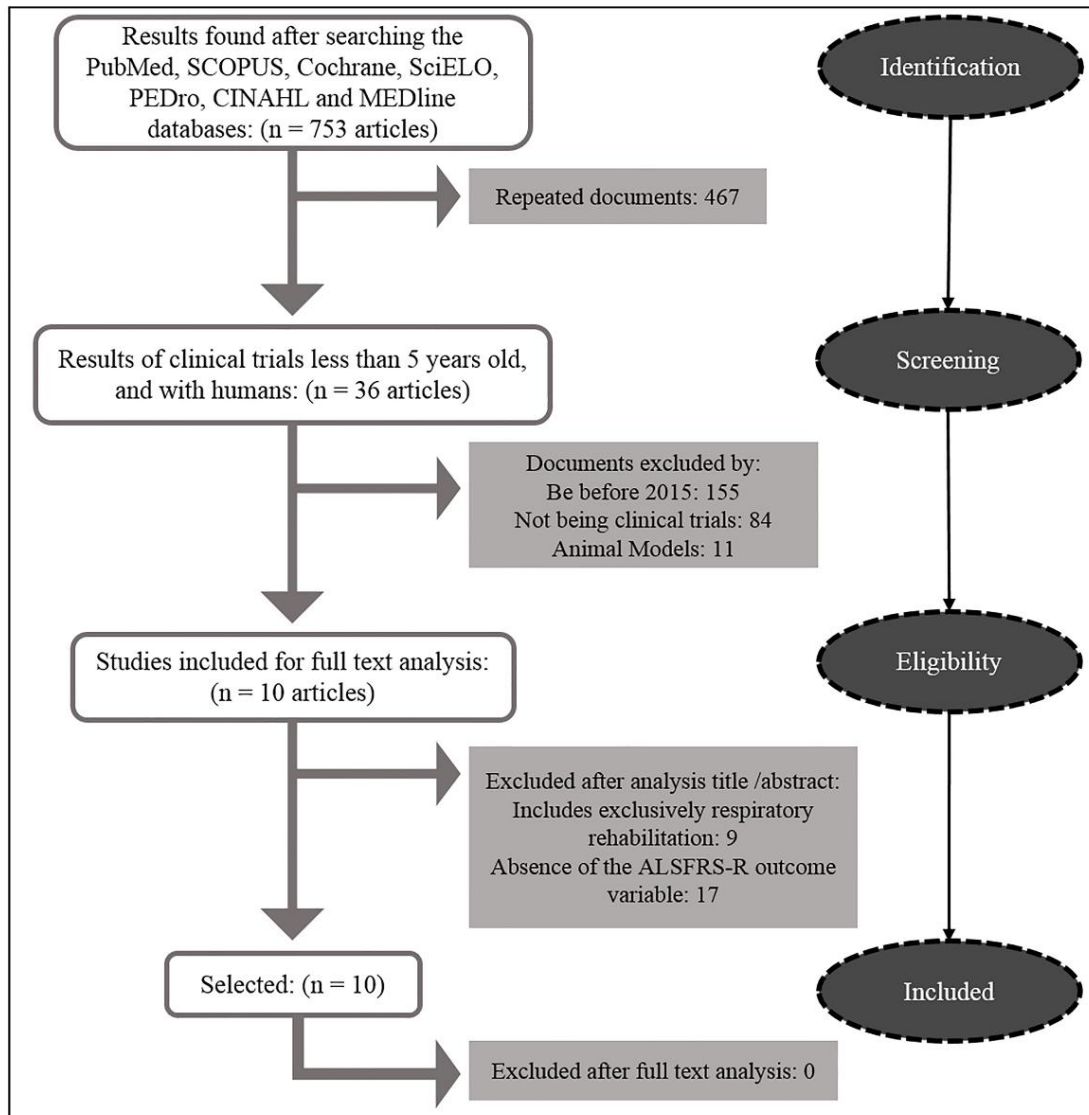 Results found after searching the
PubMed, SCOPUS, Cochrane, SciELO,
PEDro, CINAHL and MEDline
databases: (n = 753 articles)
Identification
Repeated documents: 467
Results of clinical trials less than 5 years old,
and with humans: (n = 36 articles)
Screening
Documents excluded by:
Be before 2015: 155
Not being clinical trials: 84
Animal Models: 11
Studies included for full text analysis:
(n = 10 articles)
Eligibility
Excluded after analysis title /abstract:
Includes exclusively respiratory
rehabilitation: 9
Absence of the ALSFRS-R outcome
variable: 17
Selected: (n = 10)
Included
Excluded after full text analysis: 0